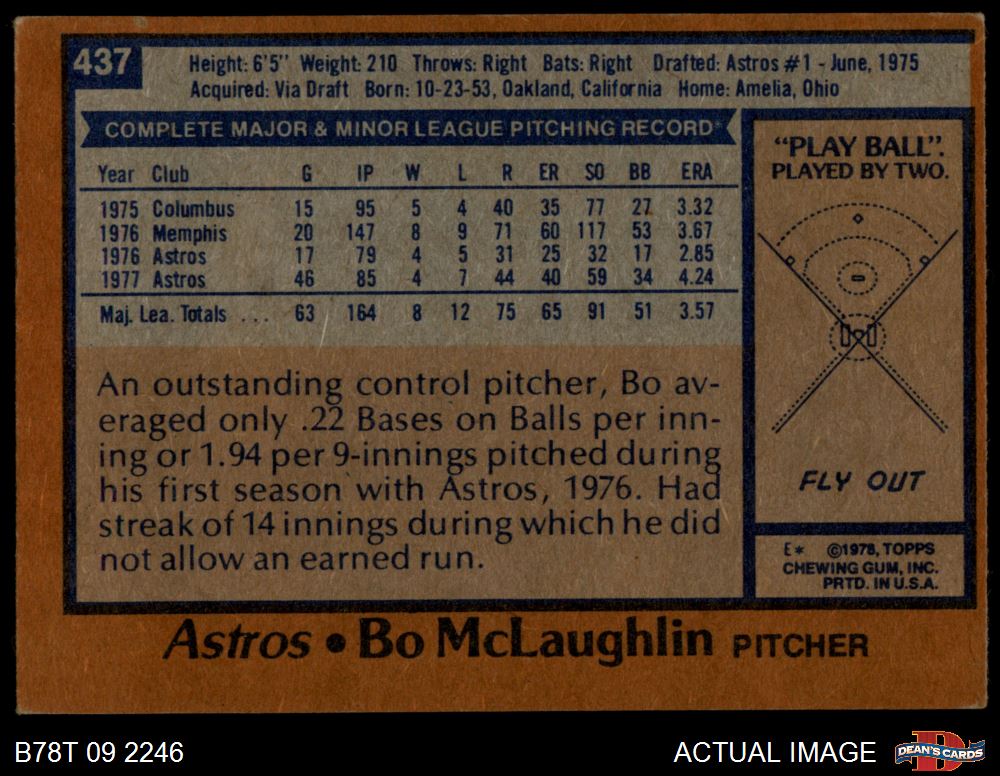 437
Height: 6'5" Weight: 210 Throws: Right Bats: Right Drafted: Astros #1 - June, 1975
Acquired: Via Draft Born: 10-23-53, Oakland, California Home: Amelia, Ohio
COMPLETE MAJOR & MINOR LEAGUE PITCHING RECORD
Year Club G IP W L R ER SO BB ERA
1975 Columbus 15 95 5 4 40 35 77 27 3.32
1976 Memphis 20 147 8 9 71 60 117 53 3.67
1976 Astros 17 79 4 5 31 25 32 17 2.85
1977 Astros 46 85 4 7 44 40 59 34 4.24
Maj. Lea. Totals ... 63 164 8 12 75 65 91 51 3.57
An outstanding control pitcher, Bo av-
eraged only .22 Bases on Balls per inn-
ing or 1.94 per 9-innings pitched during
his first season with Astros, 1976. Had
streak of 14 innings during which he did
not allow an earned run.
"PLAY BALL".
PLAYED BY TWO.
FLY OUT
E* ©1978, TOPPS
CHEWING GUM, INC.
PRTD. IN U.S.A.
Astros • Bo McLaughlin PITCHER
B78T 09 2246
ACTUAL IMAGE
DEAN'S CARDS